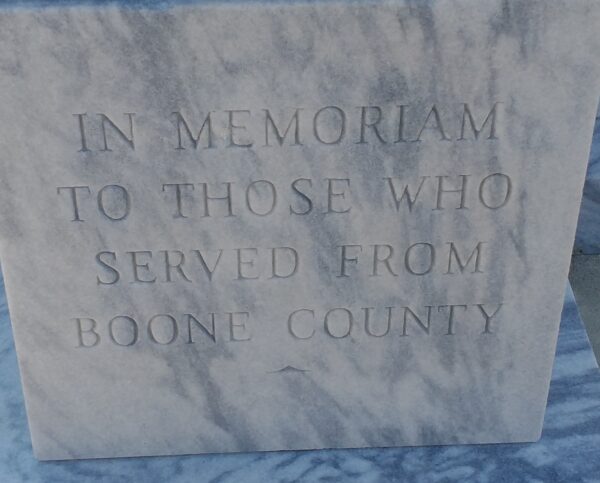 IN MEMORIAM
TO THOSE WHO
SERVED FROM
BOONE COUNTY